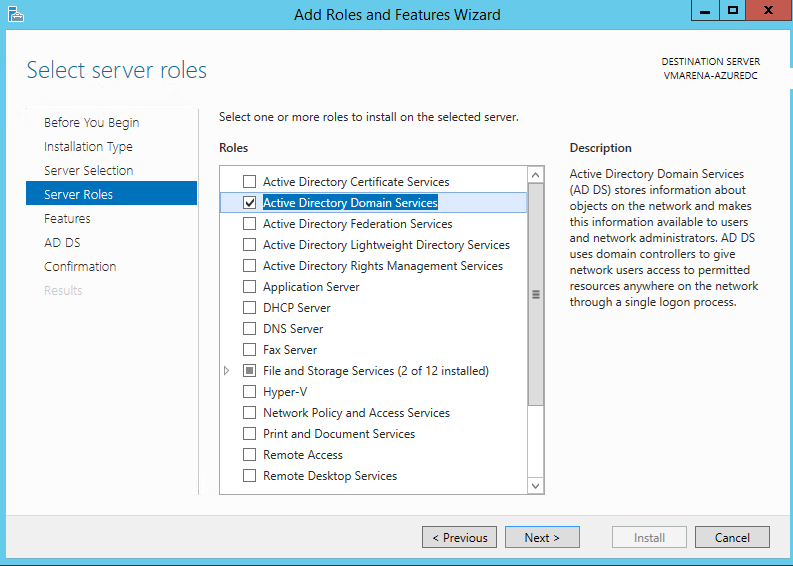 Add Roles and Features Wizard
Select server roles
DESTINATION SERVER
VMARENA-AZUREDC
Before You Begin
Installation Type
Server Selection
Server Roles
Features
AD DS
Confirmation
Results
Select one or more roles to install on the selected server.
Roles
Active Directory Certificate Services
Active Directory Domain Services
Active Directory Federation Services
Active Directory Lightweight Directory Services
Active Directory Rights Management Services
Application Server
DHCP Server
DNS Server
Fax Server
File and Storage Services (2 of 12 installed)
Hyper-V
Network Policy and Access Services
Print and Document Services
Remote Access
Remote Desktop Services
Description
Active Directory Domain Services
(AD DS) stores information about
objects on the network and makes
this information available to users
and network administrators. AD DS
uses domain controllers to give
network users access to permitted
resources anywhere on the network
through a single logon process.
< Previous
Next >
Install
Cancel